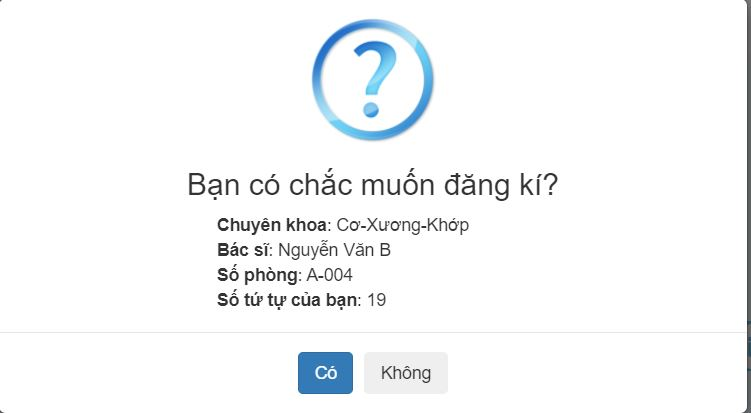 Bạn có chắc muốn đăng kí?
Chuyên khoa: Cơ-Xương-Khớp
Bác sĩ: Nguyễn Văn B
Số phòng: A-004
Số tứ tự của bạn: 19
Có Không